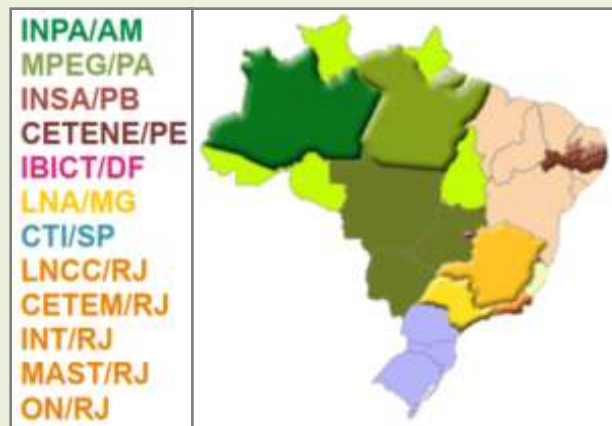 INPA/AM
MPEG/PA
INSA/PB
CETENE/PE
IBICT/DF
LNA/MG
CTI/SP
LNCC/RJ
CETEM/RJ
INT/RJ
MAST/RJ
ON/RJ